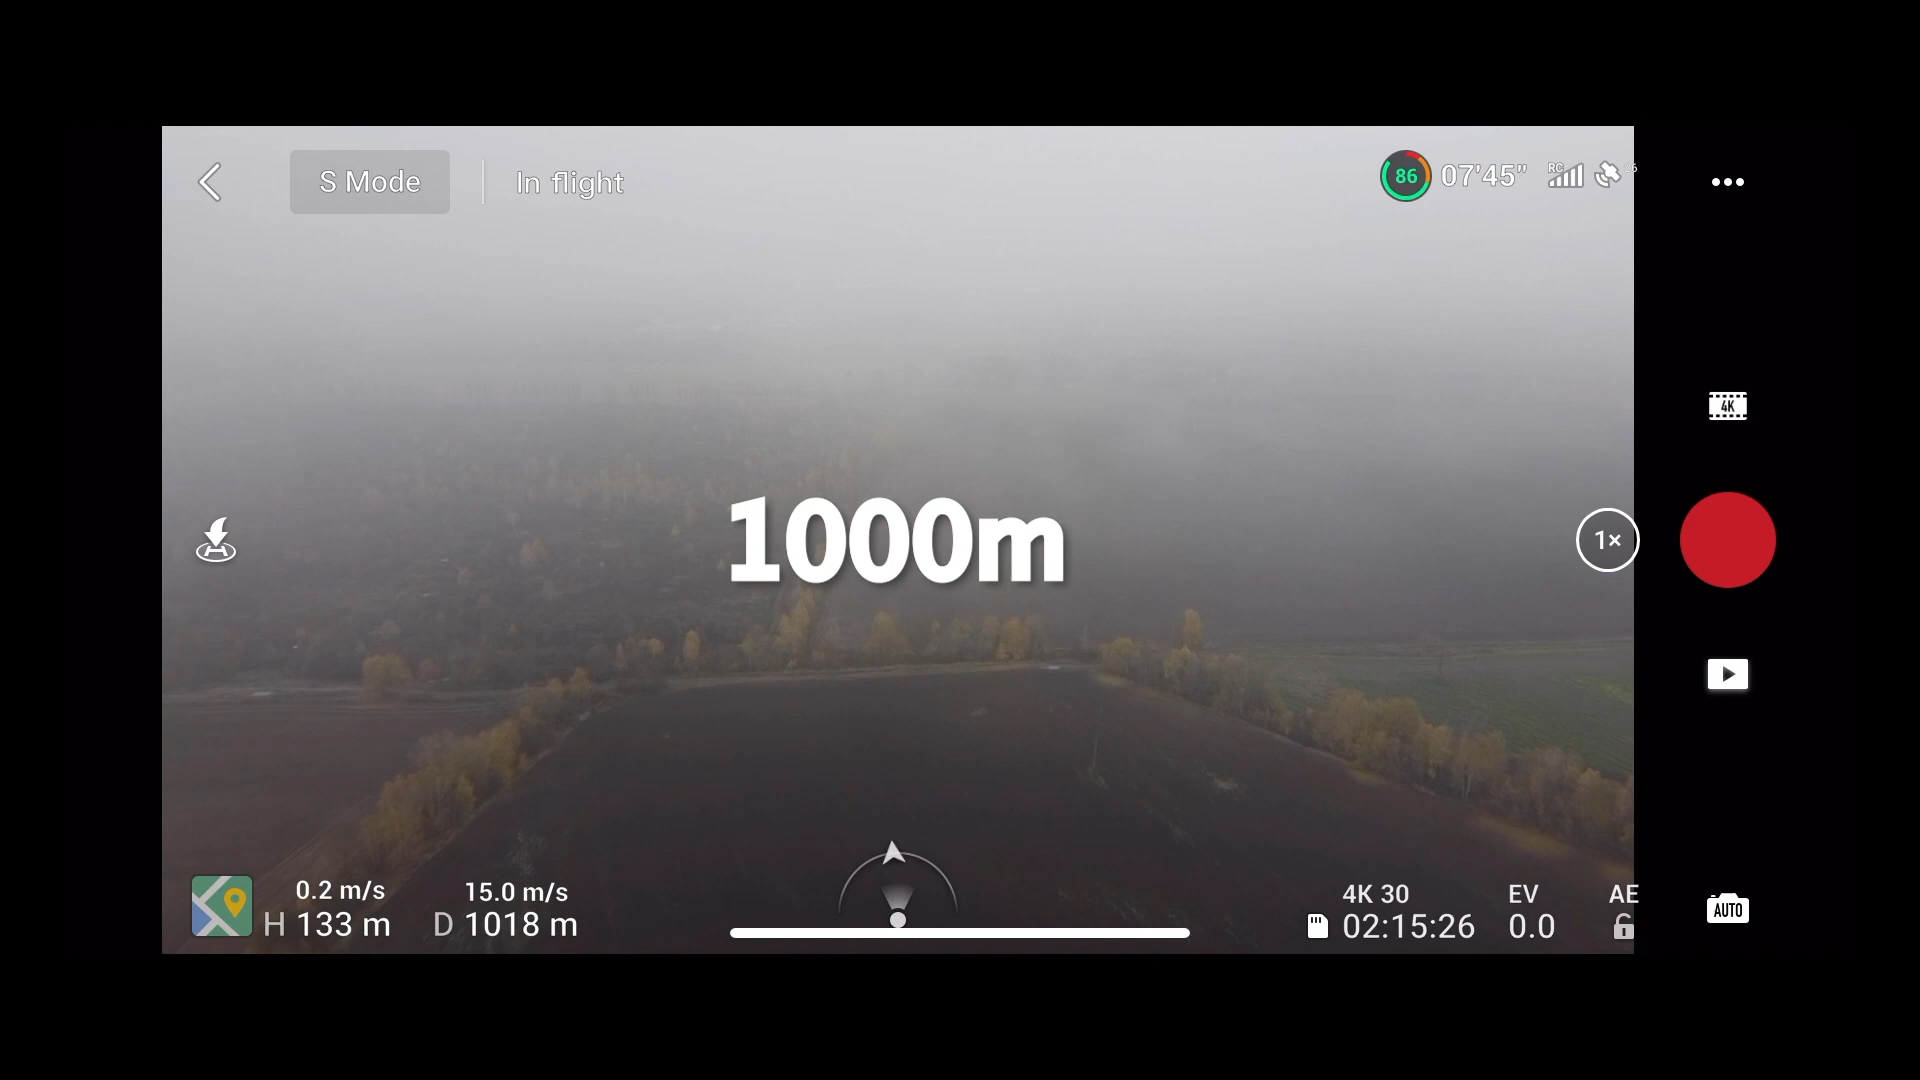 S Mode
In flight
86
07'45"
RC
26
4K
1000m
1×
0.2 m/s
15.0 m/s
H 133 m
D 1018 m
4K 30
02:15:26
EV
0.0
AE
AUTO